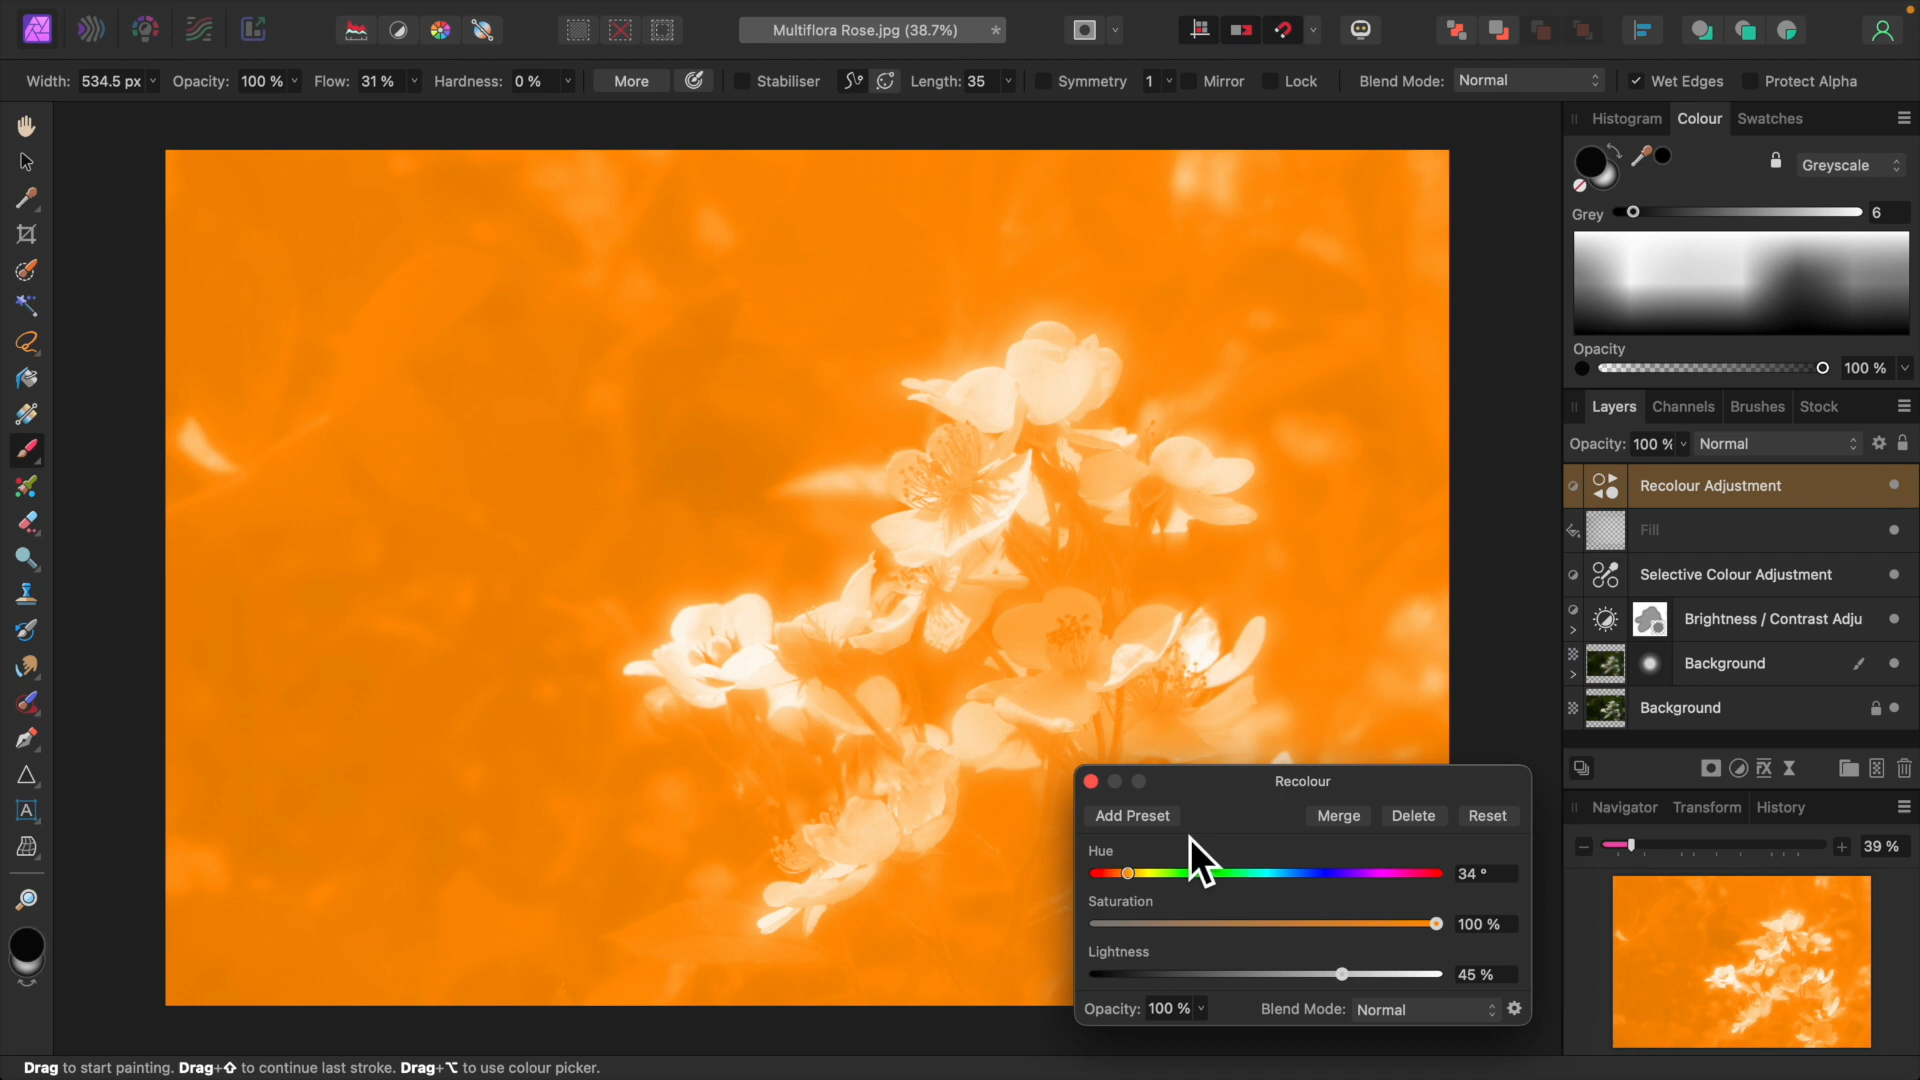 Multiflora Rose.jpg (38.7%) *
Width: 534.5 px Opacity: 100 % Flow: 31 % Hardness: 0 % More Stabiliser Length: 35 Symmetry 1 Mirror Lock Blend Mode: Normal Wet Edges Protect Alpha
Histogram Colour Swatches
Greyscale
Grey 6
Opacity
100 %
Layers Channels Brushes Stock
Opacity: 100 % Normal
Recolour Adjustment
Fill
Selective Colour Adjustment
Brightness / Contrast Adju
Background
Background
Navigator Transform History
39 %
Recolour
Add Preset Merge Delete Reset
Hue
34 °
Saturation
100 %
Lightness
45 %
Opacity: 100 % Blend Mode: Normal
Drag to start painting. Drag+⇧ to continue last stroke. Drag+⌥ to use colour picker.